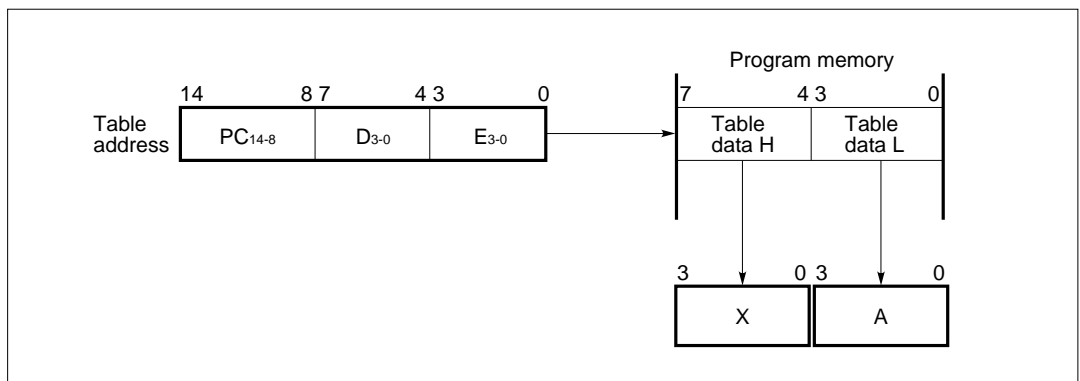 Program memory
14 8 7 4 3 0
7 4 3 0
Table
address
PC14-8 D3-0 E3-0
Table
data H
Table
data L
3 0 3 0
X A